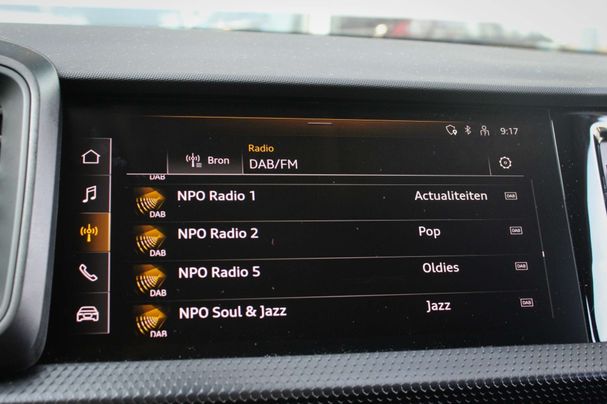 9:17
Radio
Bron DAB/FM
DAB
NPO Radio 1 Actualiteiten DAB
DAB
NPO Radio 2 Pop DAB
DAB
NPO Radio 5 Oldies DAB
DAB
NPO Soul & Jazz Jazz DAB
DAB